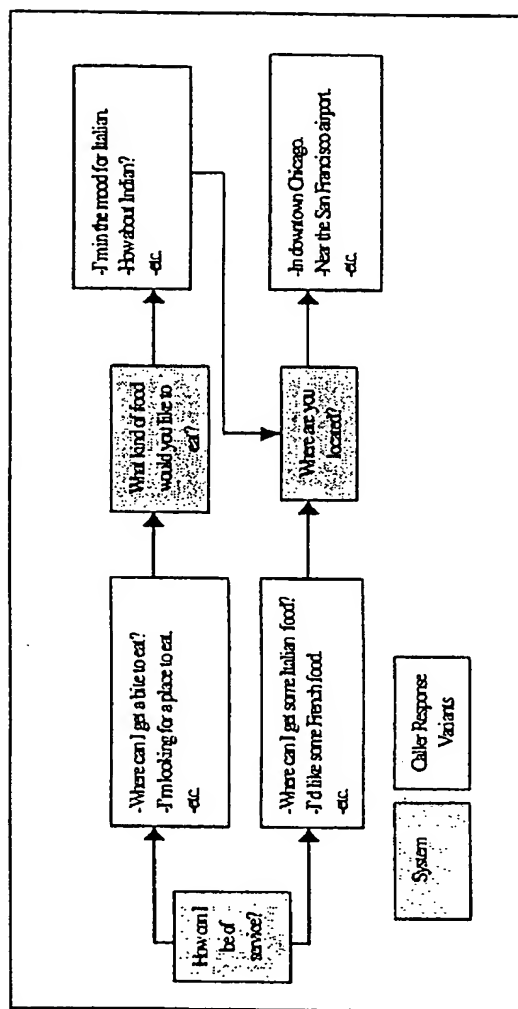 How can I
be of
service?
-Where can I get a bite to eat?
-I'm looking for a place to eat.
-etc.
What kind of food
would you like to
eat?
-I'm in the mood for Italian.
-How about Indian?
-etc.
-Where can I get some Italian food?
-I'd like some French food.
-etc.
Where are you
located?
-In downtown Chicago.
-Near the San Francisco airport.
-etc.
System
Caller Response
Variants